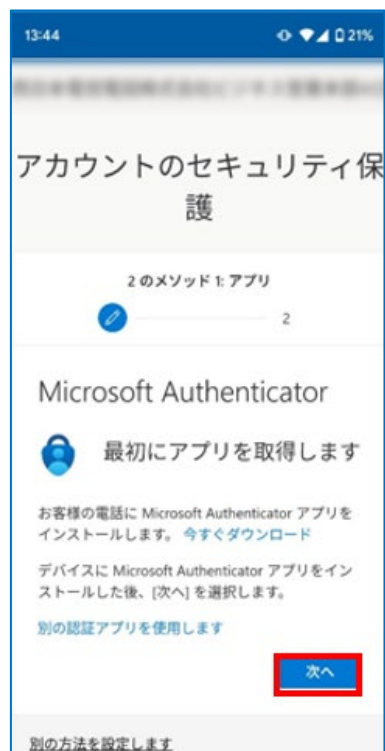 13:44
21%
アカウントのセキュリティ保
護
2 のメソッド 1: アプリ
2
Microsoft Authenticator
最初にアプリを取得します
お客様の電話に Microsoft Authenticator アプリを
インストールします。 今すぐダウンロード
デバイスに Microsoft Authenticator アプリをイン
ストールした後、[次へ] を選択します。
別の認証アプリを使用します
次へ
別の方法を設定します